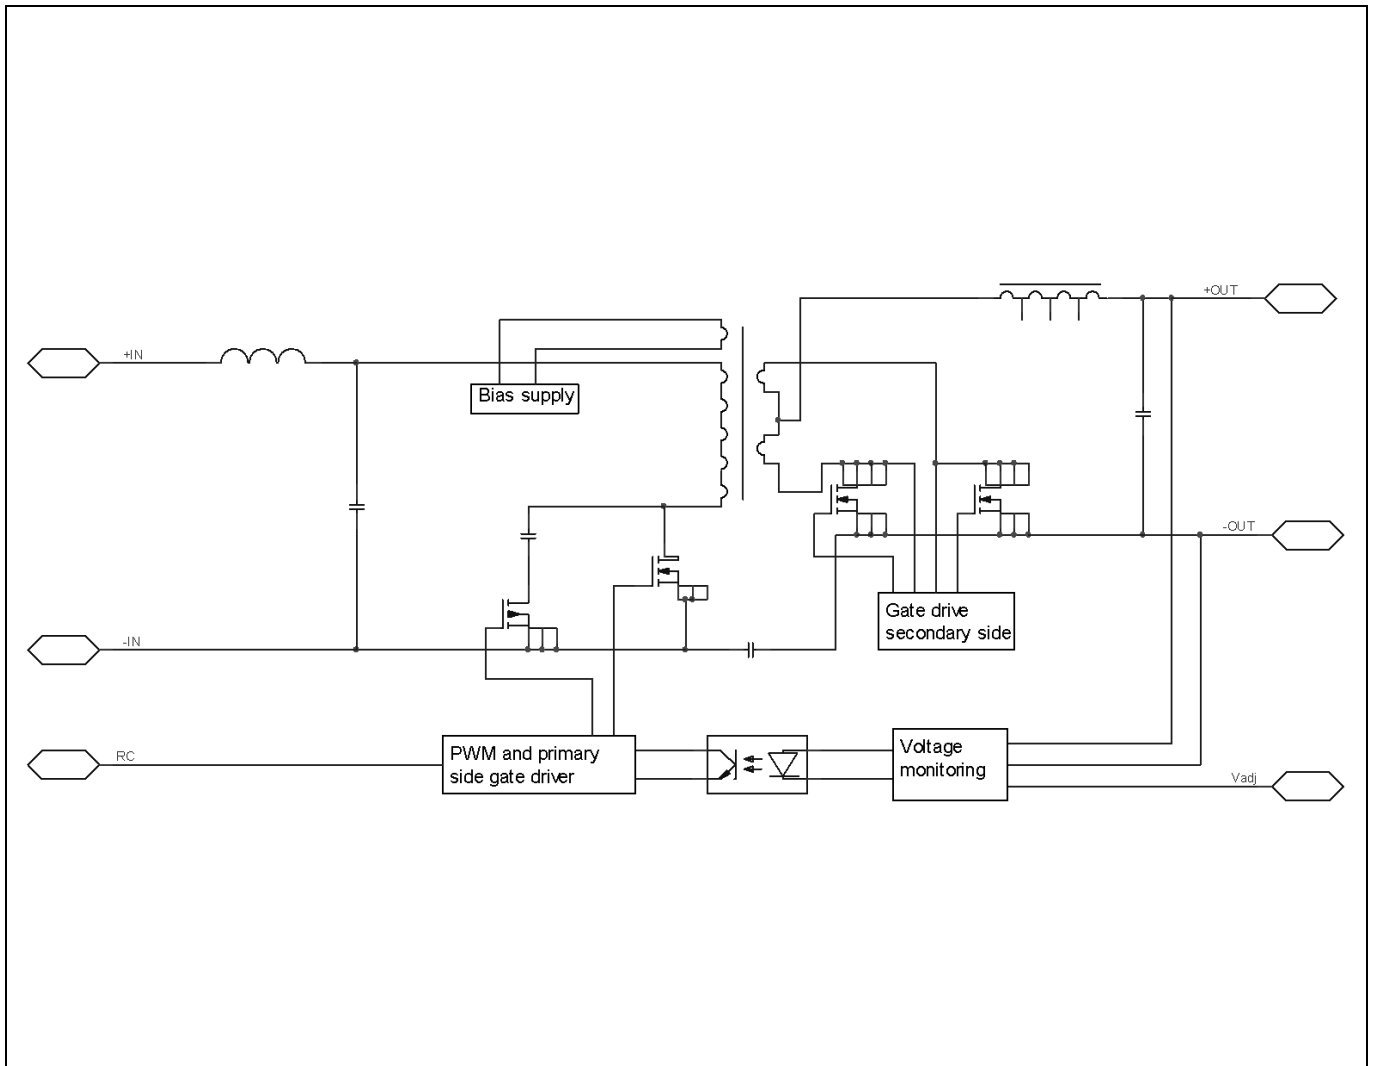 +OUT
+IN
Bias supply
-OUT
Gate drive
secondary side
-IN
PWM and primary
side gate driver
Voltage
monitoring
RC
Vadj